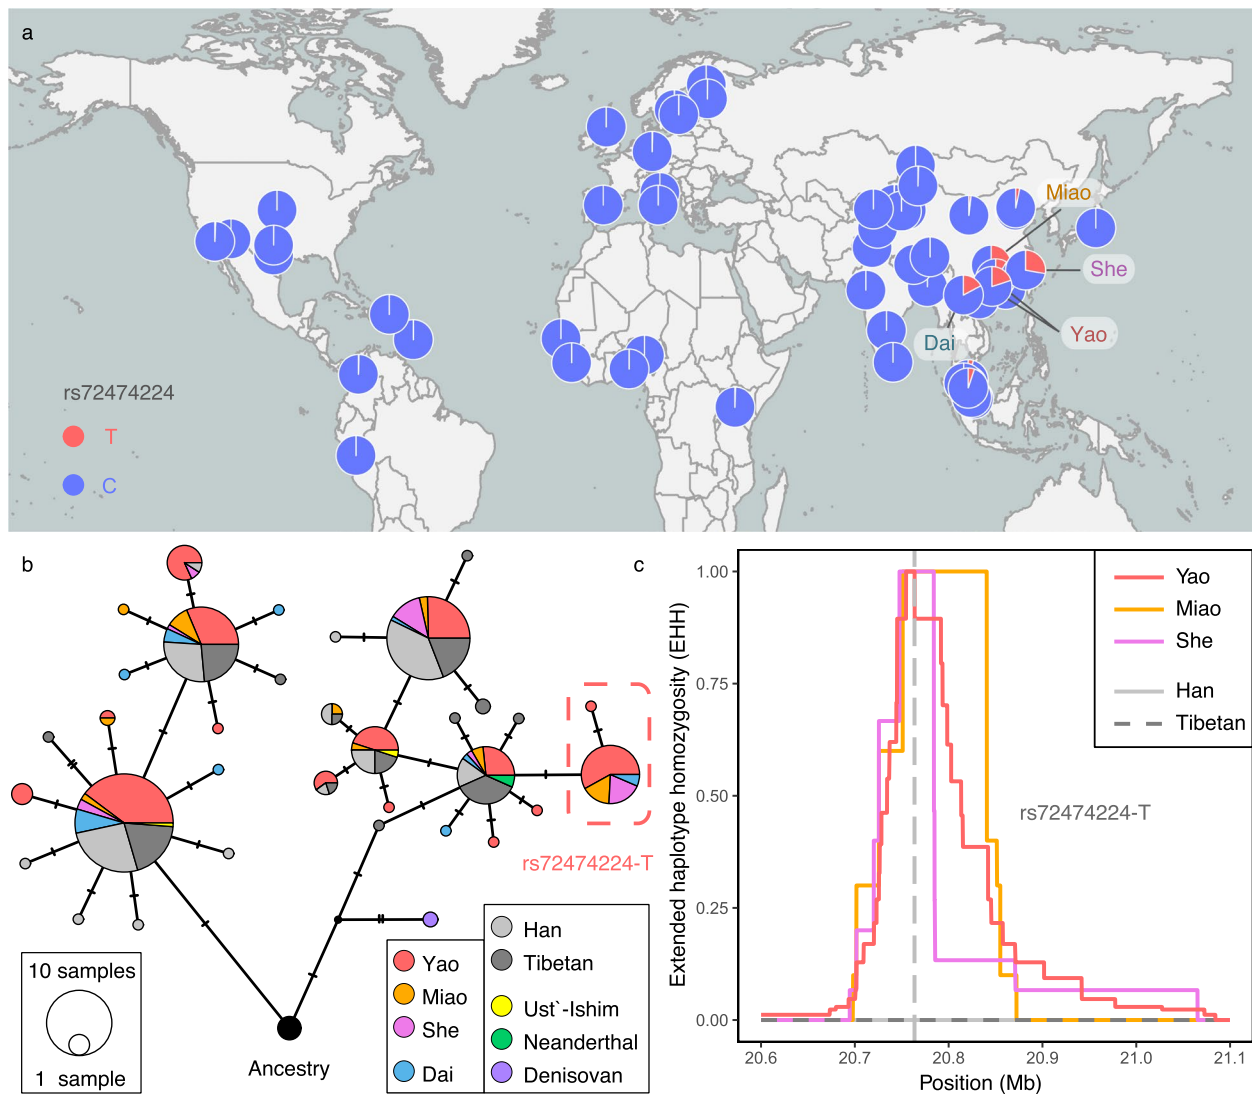 a
Miao
She
Yao
Dai
rs72474224
T
C
b
rs72474224-T
10 samples
1 sample
Ancestry
Yao
Miao
She
Dai
Han
Tibetan
Ust`-Ishim
Neanderthal
Denisovan
c
Extended haplotype homozygosity (EHH)
1.00
0.75
0.50
0.25
0.00
Yao
Miao
She
Han
Tibetan
rs72474224-T
20.6 20.7 20.8 20.9 21.0 21.1
Position (Mb)